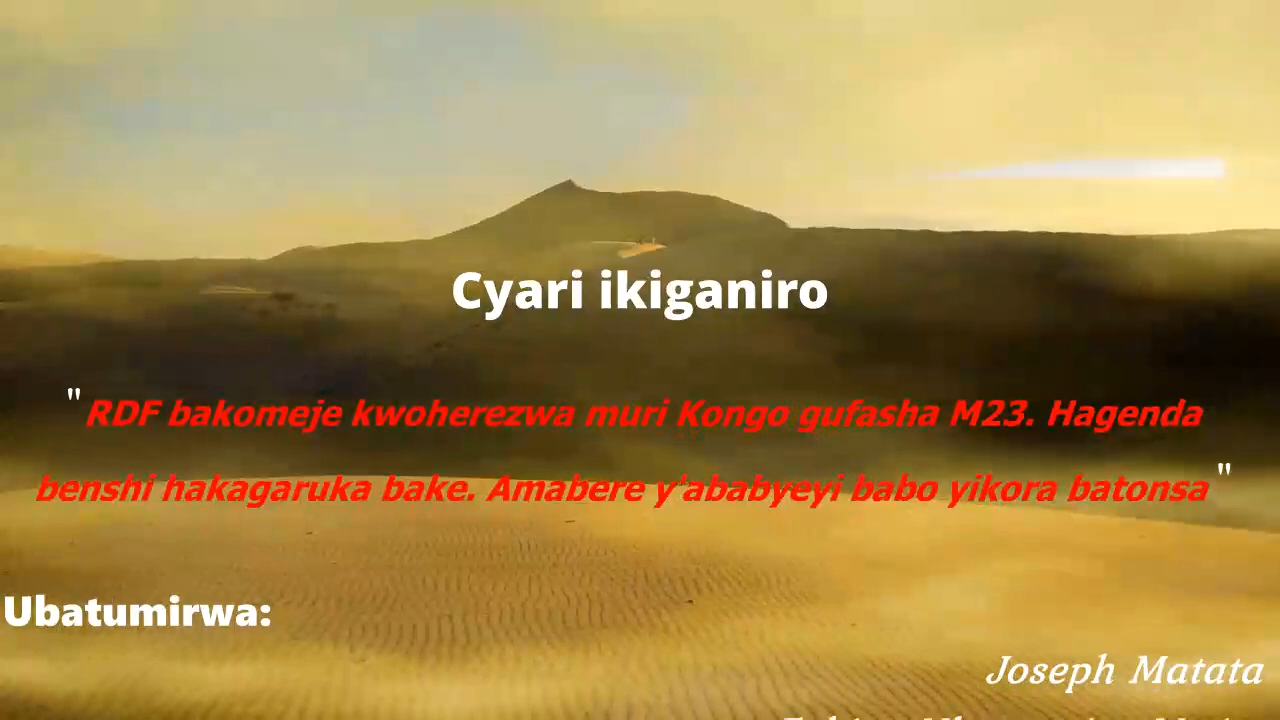 Cyari ikiganiro
"RDF bakomeje kwoherezwa muri Kongo gufasha M23. Hagenda
benshi hakagaruka bake. Amabere y'ababyeyi babo yikora batonsa"
Ubatumirwa:
Joseph Matata